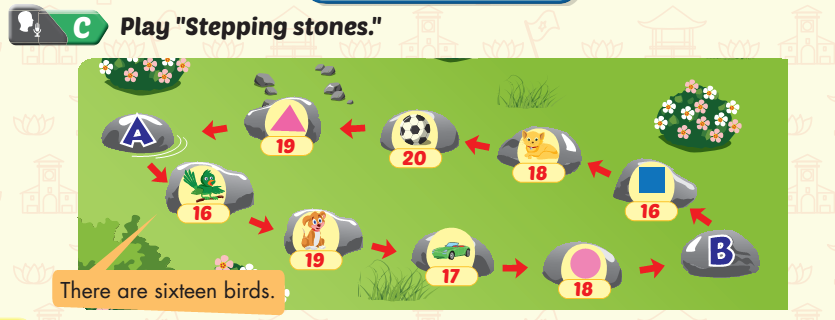 C Play "Stepping stones."
A
19
20
18
16
16
19
17
18
B
There are sixteen birds.